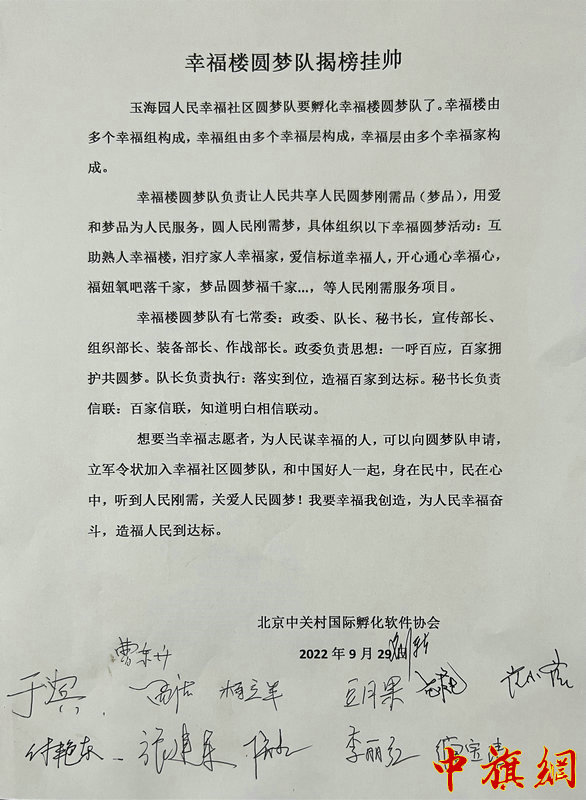 幸福楼圆梦队揭榜挂帅
玉海园人民幸福社区圆梦队要孵化幸福楼圆梦队了。幸福楼由
多个幸福组构成，幸福组由多个幸福层构成，幸福层由多个幸福家构
成。
幸福楼圆梦队负责让人民共享人民圆梦刚需品（梦品），用爱
和梦品为人民服务，圆人民刚需梦，具体组织以下幸福圆梦活动：互
助熟人幸福楼，泪疗家人幸福家，爱信标道幸福人，开心通心幸福心，
福妞氧吧落千家，梦品圆梦福千家…，等人民刚需服务项目。
幸福楼圆梦队有七常委：政委、队长、秘书长，宣传部长、
组织部长、装备部长、作战部长。政委负责思想：一呼百应，百家拥
护共圆梦。队长负责执行：落实到位，造福百家到达标。秘书长负责
信联：百家信联，知道明白相信联动。
想要当幸福志愿者，为人民谋幸福的人，可以向圆梦队申请，
立军令状加入幸福社区圆梦队，和中国好人一起，身在民中，民在心
中，听到人民刚需，关爱人民圆梦！我要幸福我创造，为人民幸福奋
斗，造福人民到达标。
北京中关村国际孵化软件协会
2022 年 9 月 29
付艳东
李丽红
中旗網